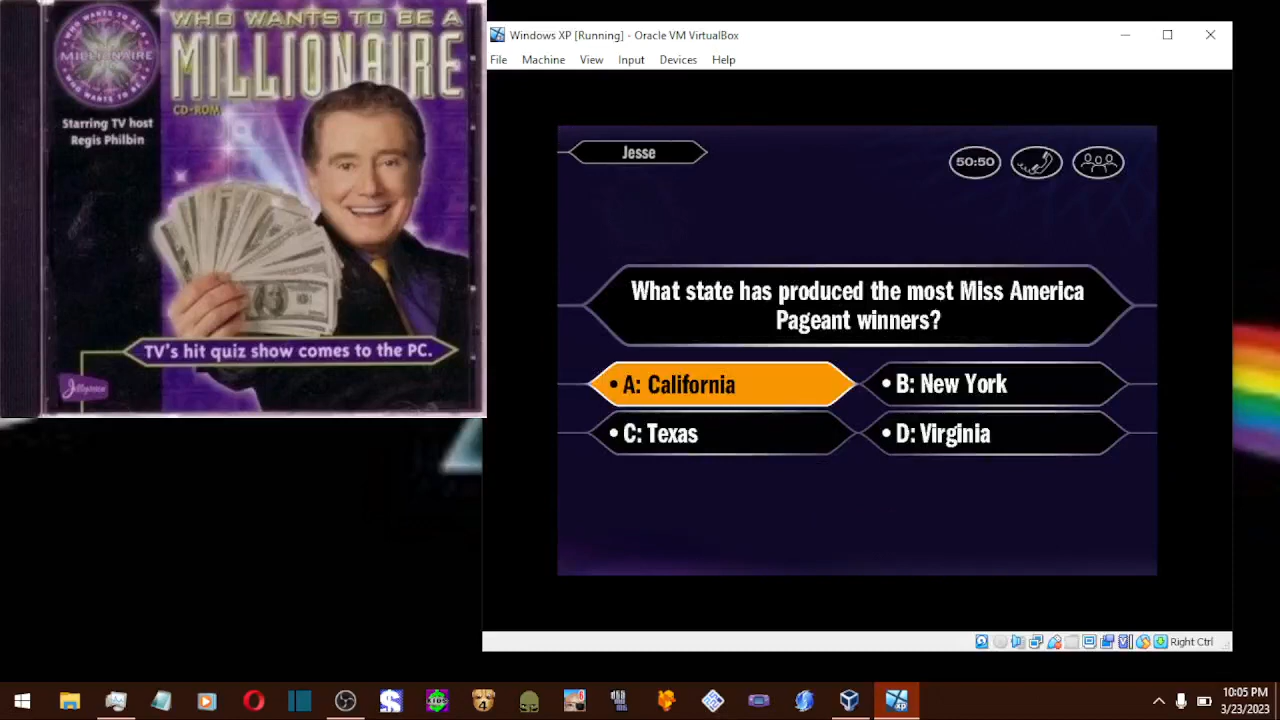 WHO WANTS TO BE A
MILLIONAIRE
CD-ROM
MILLIONAIRE
Starring TV host
Regis Philbin
TV's hit quiz show comes to the PC.
Jellyvision
Windows XP [Running] - Oracle VM VirtualBox
File Machine View Input Devices Help
Jesse
50:50
What state has produced the most Miss America
Pageant winners?
• A: California
• B: New York
• C: Texas
• D: Virginia
Right Ctrl
10:05 PM
3/23/2023